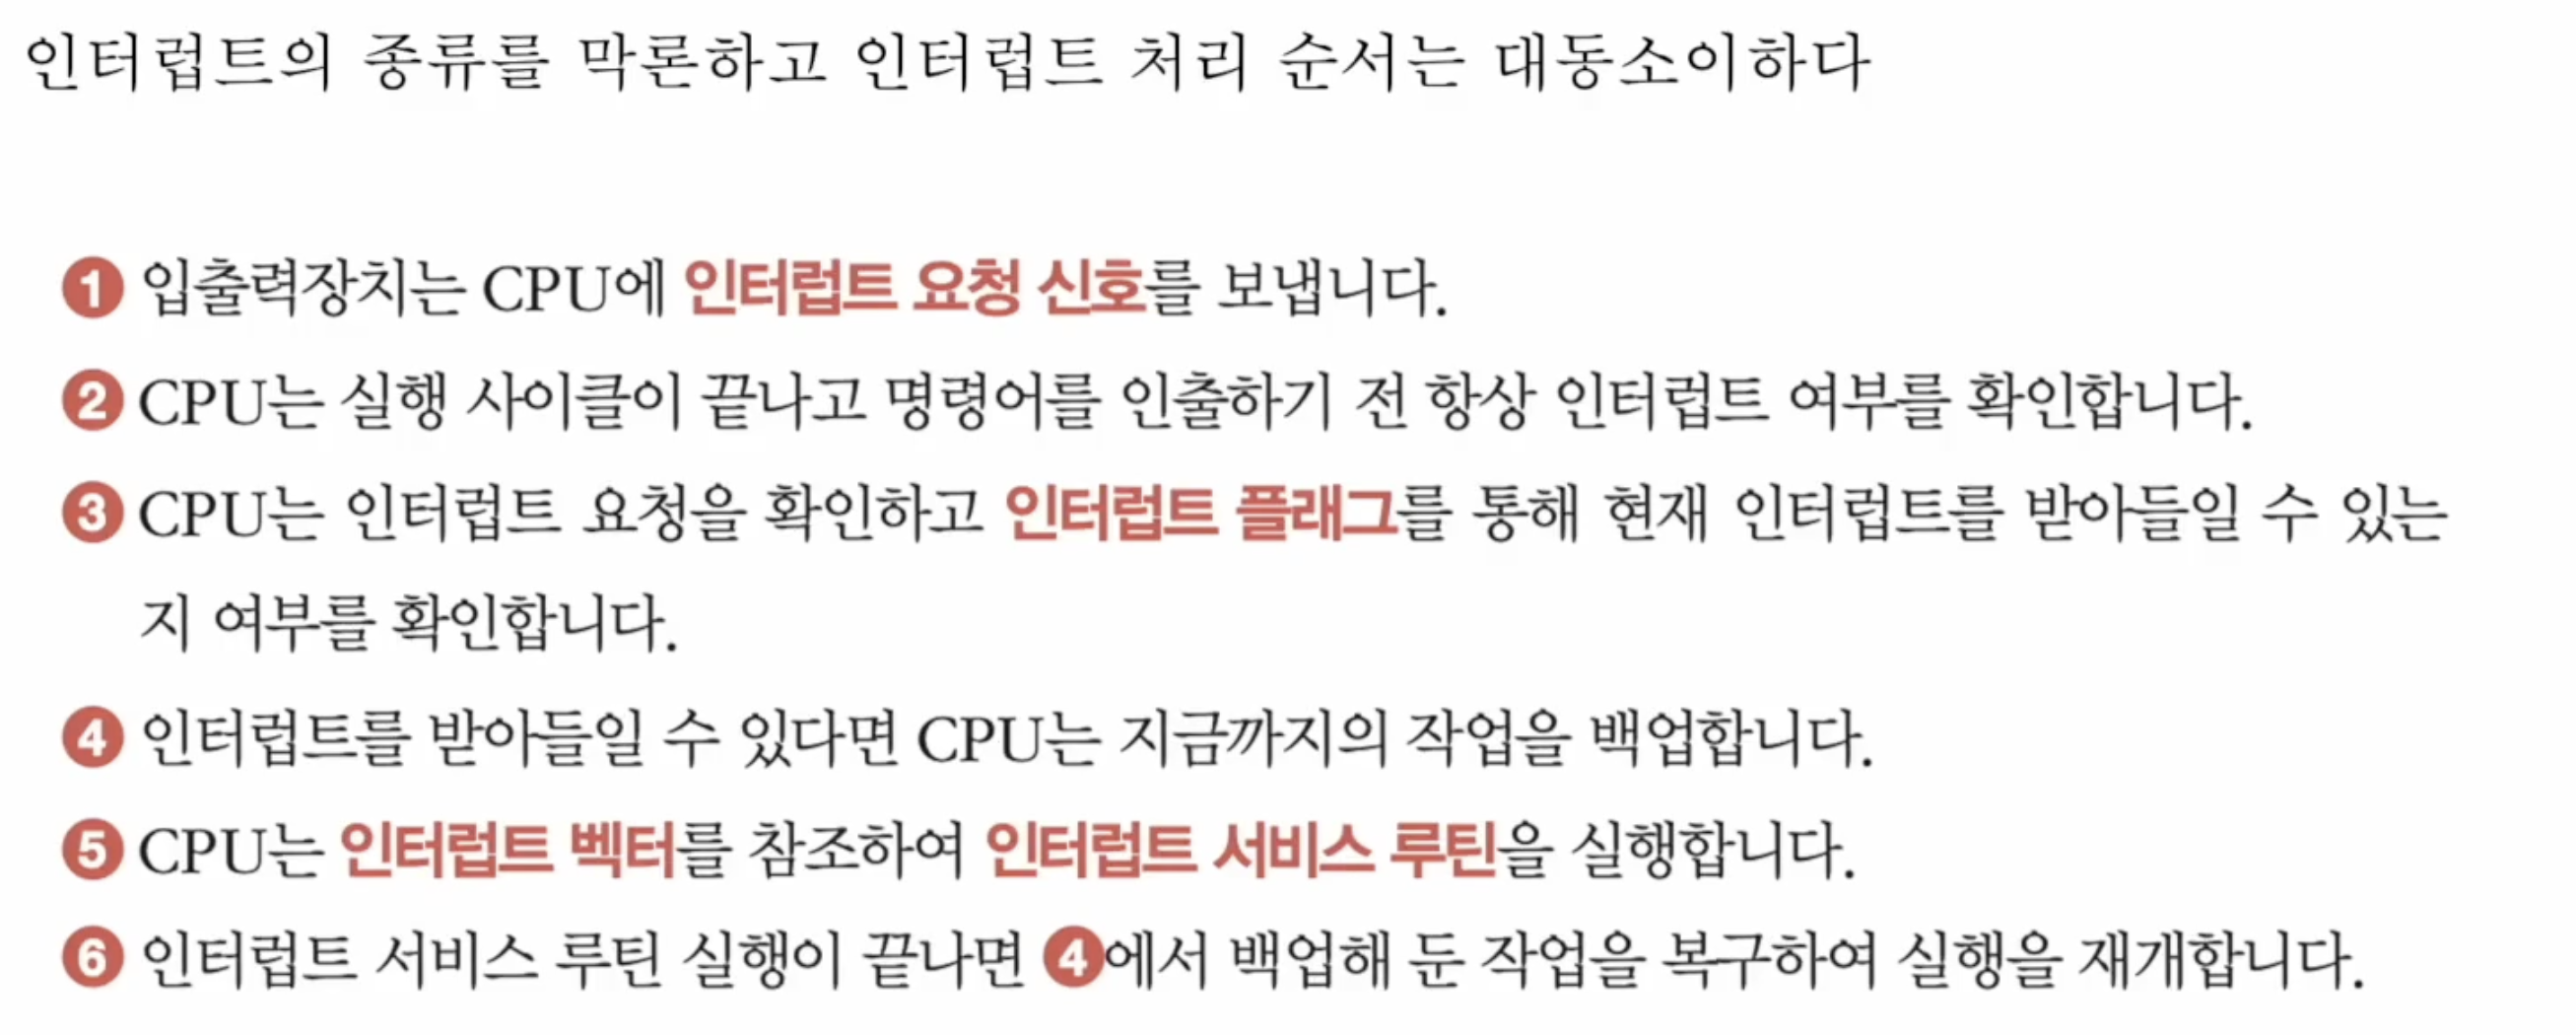 인터럽트의 종류를 막론하고 인터럽트 처리 순서는 대동소이하다
1 입출력장치는 CPU에 인터럽트 요청 신호를 보냅니다.
2 CPU는 실행 사이클이 끝나고 명령어를 인출하기 전 항상 인터럽트 여부를 확인합니다.
3 CPU는 인터럽트 요청을 확인하고 인터럽트 플래그를 통해 현재 인터럽트를 받아들일 수 있는
지 여부를 확인합니다.
4 인터럽트를 받아들일 수 있다면 CPU는 지금까지의 작업을 백업합니다.
5 CPU는 인터럽트 벡터를 참조하여 인터럽트 서비스 루틴을 실행합니다.
6 인터럽트 서비스 루틴 실행이 끝나면 4에서 백업해 둔 작업을 복구하여 실행을 재개합니다.